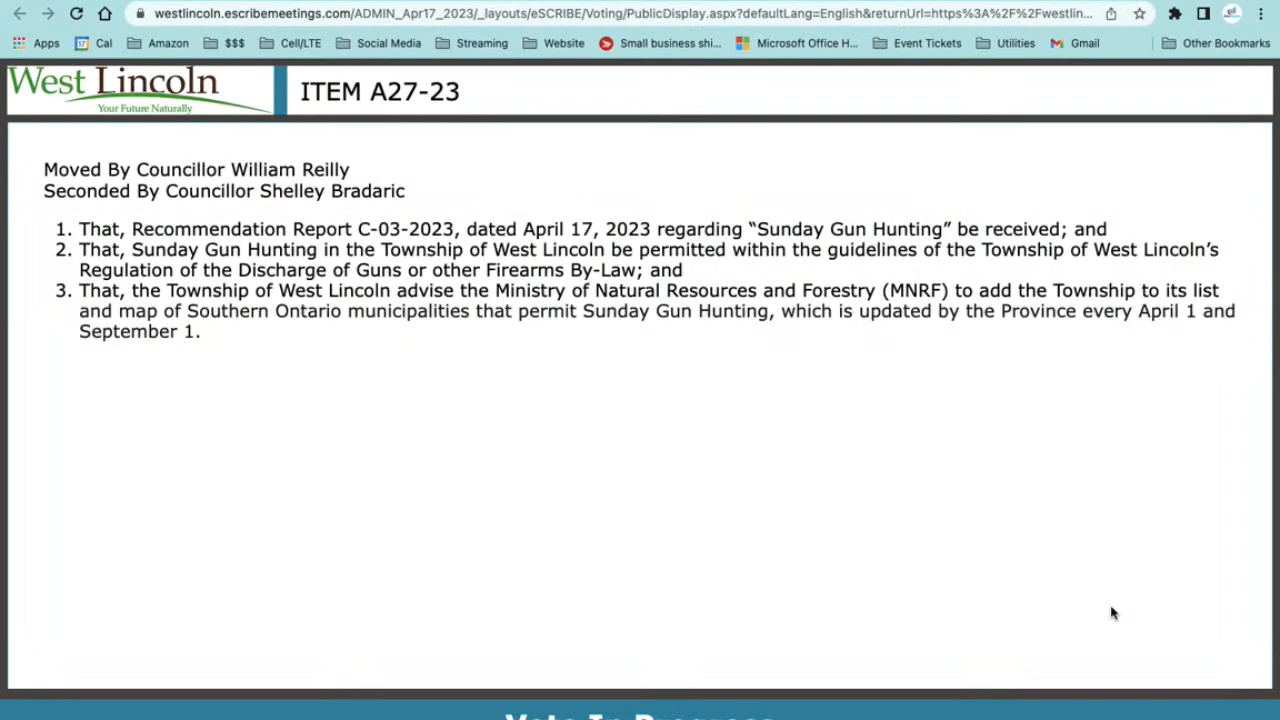 westlincoln.escribemeetings.com/ADMIN_Apr17_2023/_layouts/eSCRIBE/Voting/PublicDisplay.aspx?defaultLang=English&returnUrl=https%3A%2F%2Fwestlin...
Apps 17 Cal Amazon $$$ Cell/LTE Social Media Streaming Website Small business shi... Microsoft Office H... Event Tickets Utilities Gmail Other Bookmarks
West Lincoln
Your Future Naturally
ITEM A27-23
Moved By Councillor William Reilly
Seconded By Councillor Shelley Bradaric
1. That, Recommendation Report C-03-2023, dated April 17, 2023 regarding “Sunday Gun Hunting” be received; and
2. That, Sunday Gun Hunting in the Township of West Lincoln be permitted within the guidelines of the Township of West Lincoln’s
Regulation of the Discharge of Guns or other Firearms By-Law; and
3. That, the Township of West Lincoln advise the Ministry of Natural Resources and Forestry (MNRF) to add the Township to its list
and map of Southern Ontario municipalities that permit Sunday Gun Hunting, which is updated by the Province every April 1 and
September 1.
Vote In Progress